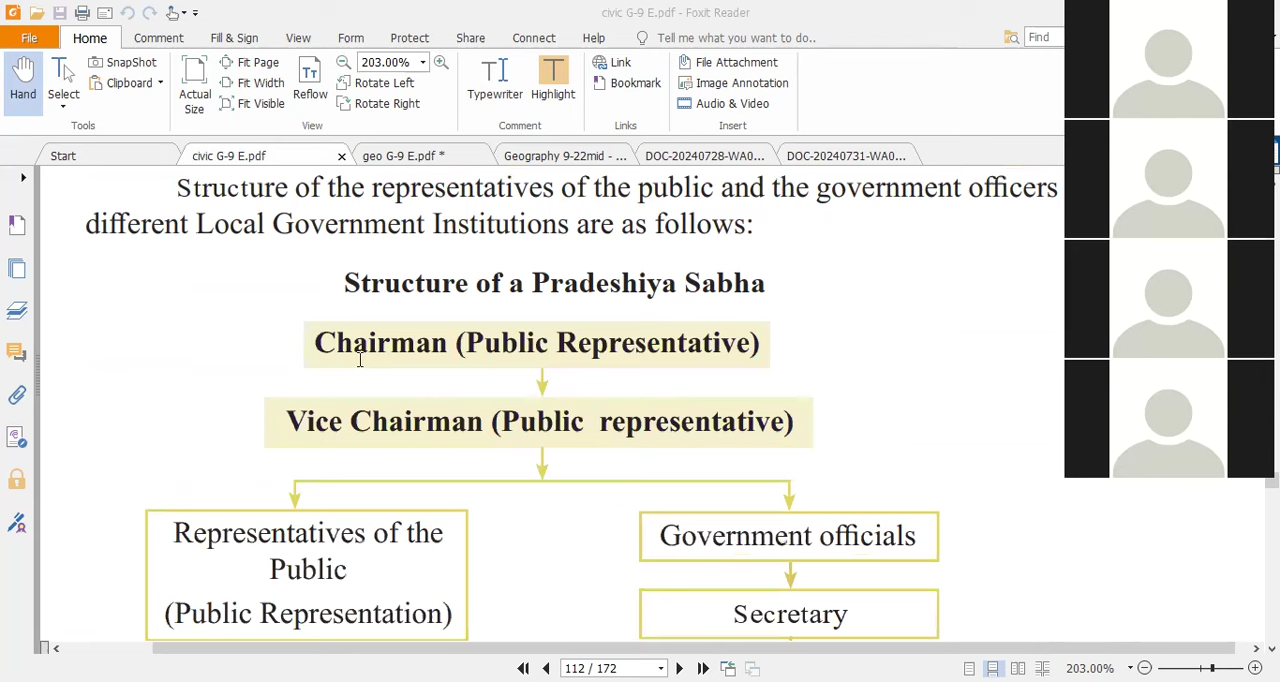 civic G-9 E.pdf - Foxit Reader
File Home Comment Fill & Sign View Form Protect Share Connect Help Tell me what you want to do.. Find
Hand Select SnapShot Clipboard Actual Size Fit Page Fit Width Fit Visible Reflow 203.00% Rotate Left Rotate Right Typewriter Highlight Link Bookmark File Attachment Image Annotation Audio & Video
Tools View Comment Links Insert
Start civic G-9 E.pdf geo G-9 E.pdf * Geography 9-22mid - ... DOC-20240728-WA0... DOC-20240731-WA0...
Structure of the representatives of the public and the government officers
different Local Government Institutions are as follows:
Structure of a Pradeshiya Sabha
Chairman (Public Representative)
Vice Chairman (Public representative)
Representatives of the
Public
(Public Representation)
Government officials
Secretary
112 / 172 203.00%